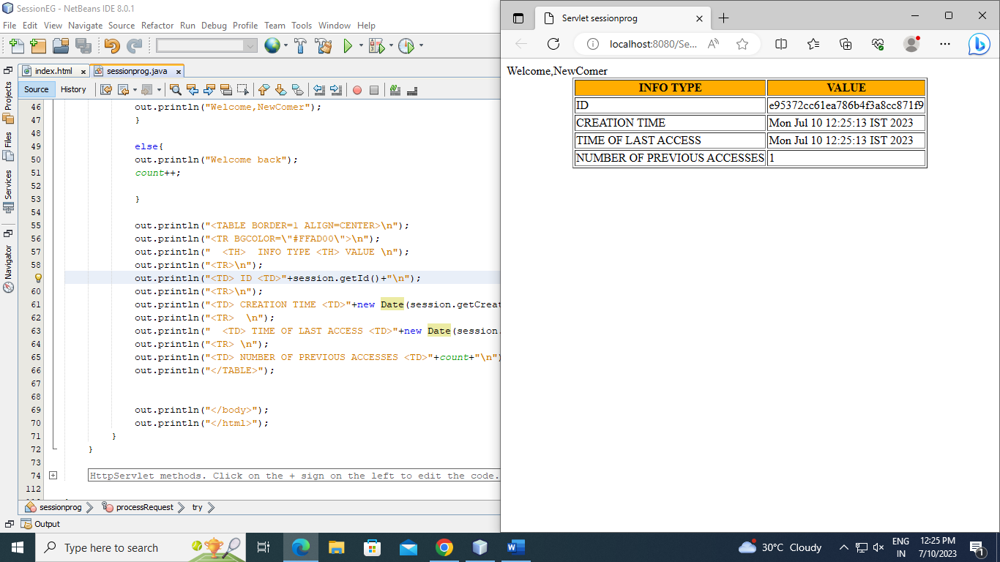 SessionEG - NetBeans IDE 8.0.1
File Edit View Navigate Source Refactor Run Debug Profile Team Tools Window Help
index.html
sessionprog.java
Source History
Projects
Files
Services
Navigator
46 out.println("Welcome,NewComer");
47 }
48
49 else{
50 out.println("Welcome back");
51 count++;
52
53 }
54
55 out.println("<TABLE BORDER=1 ALIGN=CENTER>\n");
56 out.println("<TR BGCOLOR=\"#FFAD00\">\n");
57 out.println("  <TH>  INFO TYPE <TH> VALUE \n");
58 out.println("<TR>\n");
out.println("<TD> ID <TD>"+session.getId()+"\n");
60 out.println("<TR>\n");
61 out.println("<TD> CREATION TIME <TD>"+new Date(session.getCreat
62 out.println("<TR>  \n");
63 out.println("  <TD> TIME OF LAST ACCESS <TD>"+new Date(session.
64 out.println("<TR> \n");
65 out.println("<TD> NUMBER OF PREVIOUS ACCESSES <TD>"+count+"\n")
66 out.println("</TABLE>");
67
68
69 out.println("</body>");
70 out.println("</html>");
71 }
72 }
73
74 HttpServlet methods. Click on the + sign on the left to edit the code.
112
sessionprog processRequest try
Output
Servlet sessionprog
localhost:8080/Se...
Welcome,NewComer
INFO TYPE VALUE
ID e95372cc61ea786b4f3a8cc871f9
CREATION TIME Mon Jul 10 12:25:13 IST 2023
TIME OF LAST ACCESS Mon Jul 10 12:25:13 IST 2023
NUMBER OF PREVIOUS ACCESSES 1
Type here to search
30°C Cloudy
ENG
IN
12:25 PM
7/10/2023
1